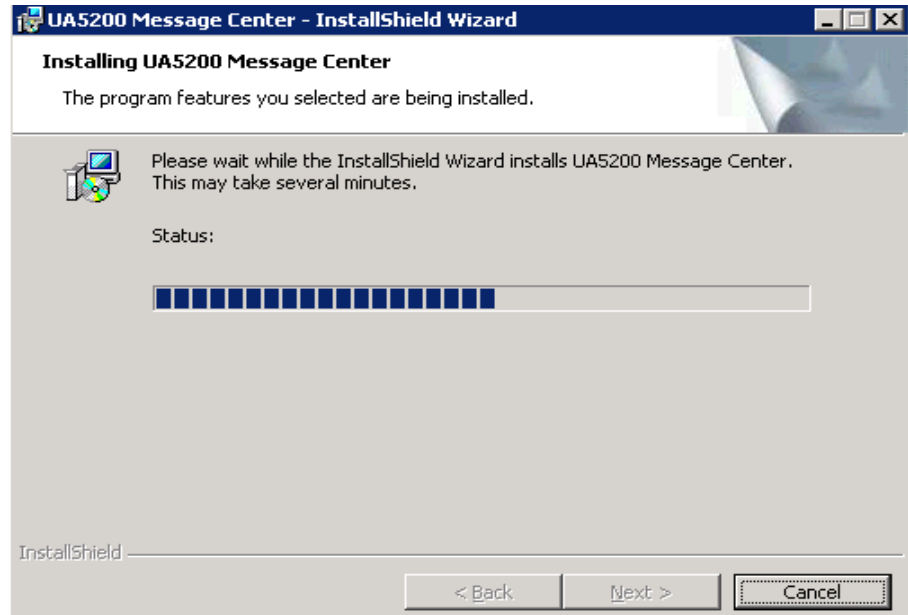 UA5200 Message Center - InstallShield Wizard
Installing UA5200 Message Center
The program features you selected are being installed.
Please wait while the InstallShield Wizard installs UA5200 Message Center.
This may take several minutes.
Status:
InstallShield
< Back
Next >
Cancel